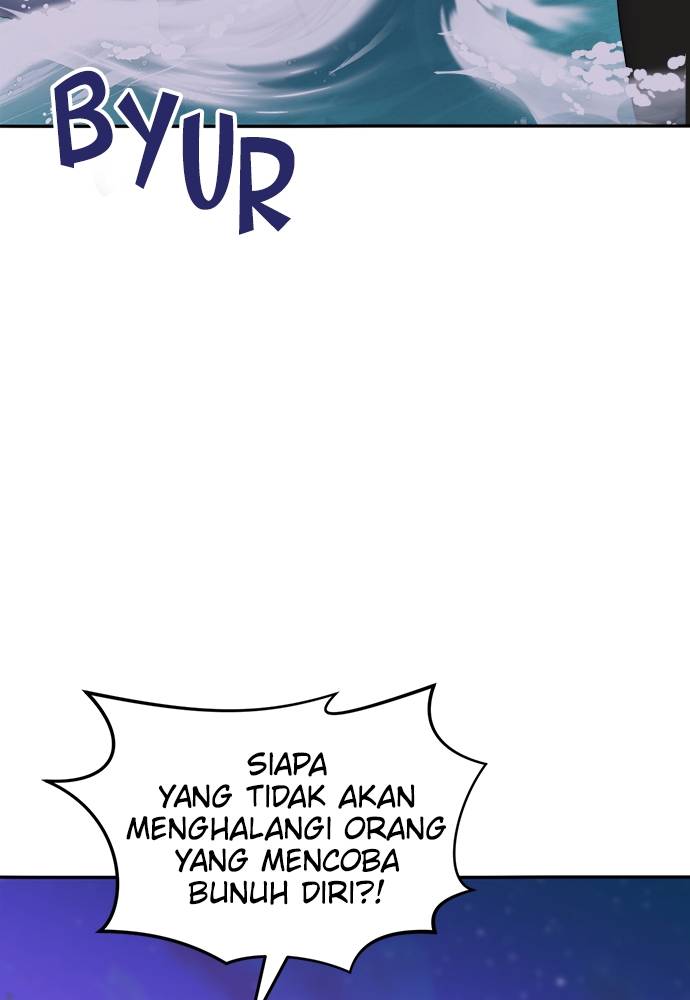 BYUR
SIAPA
YANG TIDAK AKAN
MENGHALANGI ORANG
YANG MENCOBA
BUNUH DIRI?!